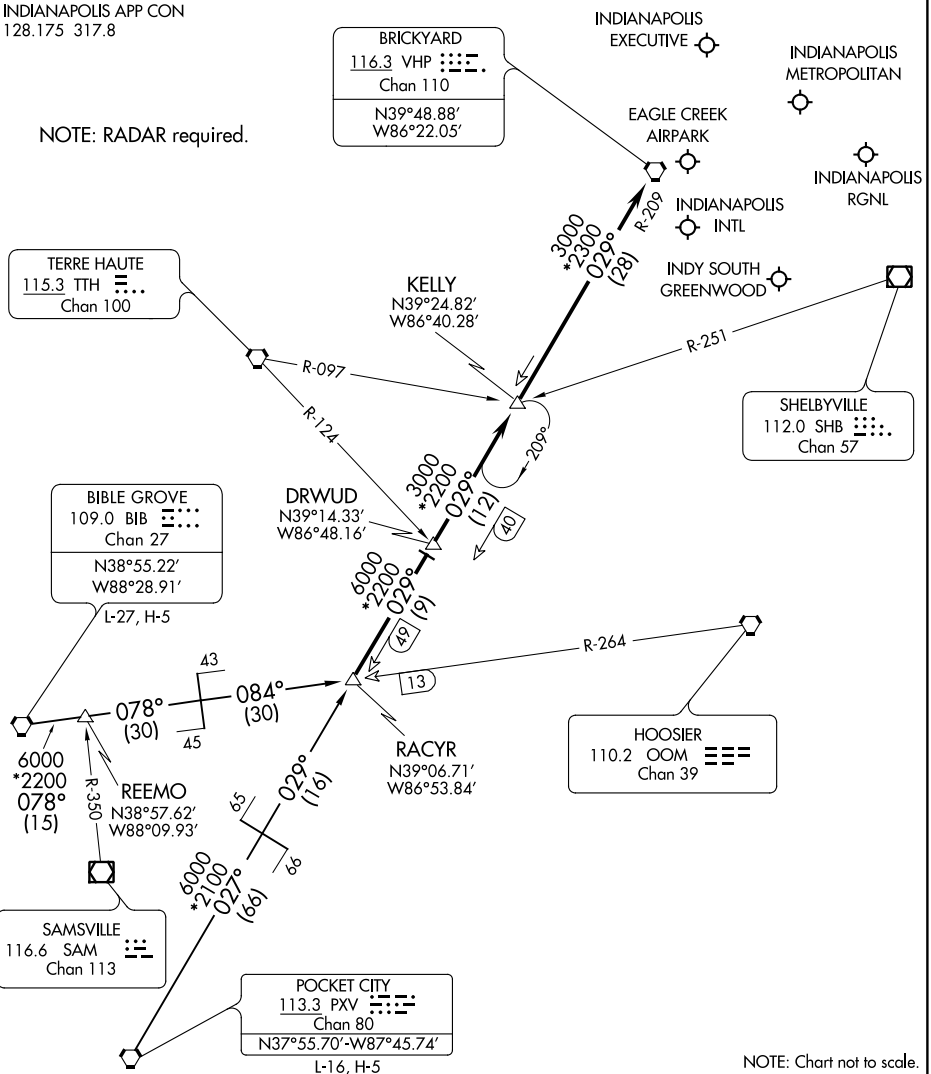 INDIANAPOLIS APP CON
128.175 317.8
NOTE: RADAR required.
BRICKYARD
116.3 VHP
Chan 110
N39°48.88'
W86°22.05'
INDIANAPOLIS
EXECUTIVE
INDIANAPOLIS
METROPOLITAN
EAGLE CREEK
AIRPARK
INDIANAPOLIS
RGNL
INDIANAPOLIS
INTL
INDY SOUTH
GREENWOOD
R-209
3000
*2300
029°
(28)
TERRE HAUTE
115.3 TTH
Chan 100
KELLY
N39°24.82'
W86°40.28'
R-097
R-124
R-251
SHELBYVILLE
112.0 SHB
Chan 57
209°
3000
*2200
029°
(12)
40
DRWUD
N39°14.33'
W86°48.16'
BIBLE GROVE
109.0 BIB
Chan 27
N38°55.22'
W88°28.91'
L-27, H-5
6000
*2200
029°
(9)
49
R-264
13
43
078°
(30)
084°
(30)
45
6000
*2200
078°
(15)
R-350
REEMO
N38°57.62'
W88°09.93'
RACYR
N39°06.71'
W86°53.84'
HOOSIER
110.2 OOM
Chan 39
029°
(16)
65
66
6000
*2100
027°
(66)
SAMSVILLE
116.6 SAM
Chan 113
POCKET CITY
113.3 PXV
Chan 80
N37°55.70'-W87°45.74'
L-16, H-5
NOTE: Chart not to scale.